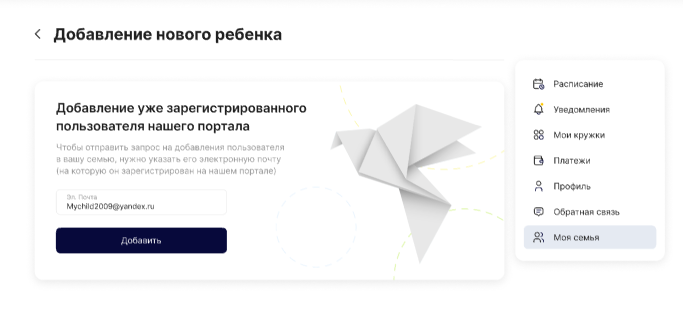 Добавление нового ребенка
Добавление уже зарегистрированного
пользователя нашего портала
Чтобы отправить запрос на добавления пользователя
в вашу семью, нужно указать его электронную почту
(на которую он зарегистрирован на нашем портале)
Эл. Почта
Mychild2009@yandex.ru
Добавить
Расписание
Уведомления
Мои кружки
Платежи
Профиль
Обратная связь
Моя семья